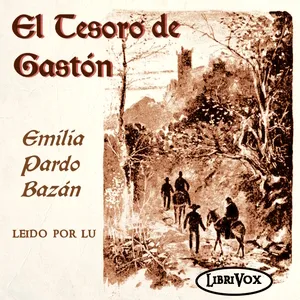 El Tesoro de
Gastón
Emilia
Pardo
Bazán
LEIDO POR LU
LIBRIVOX